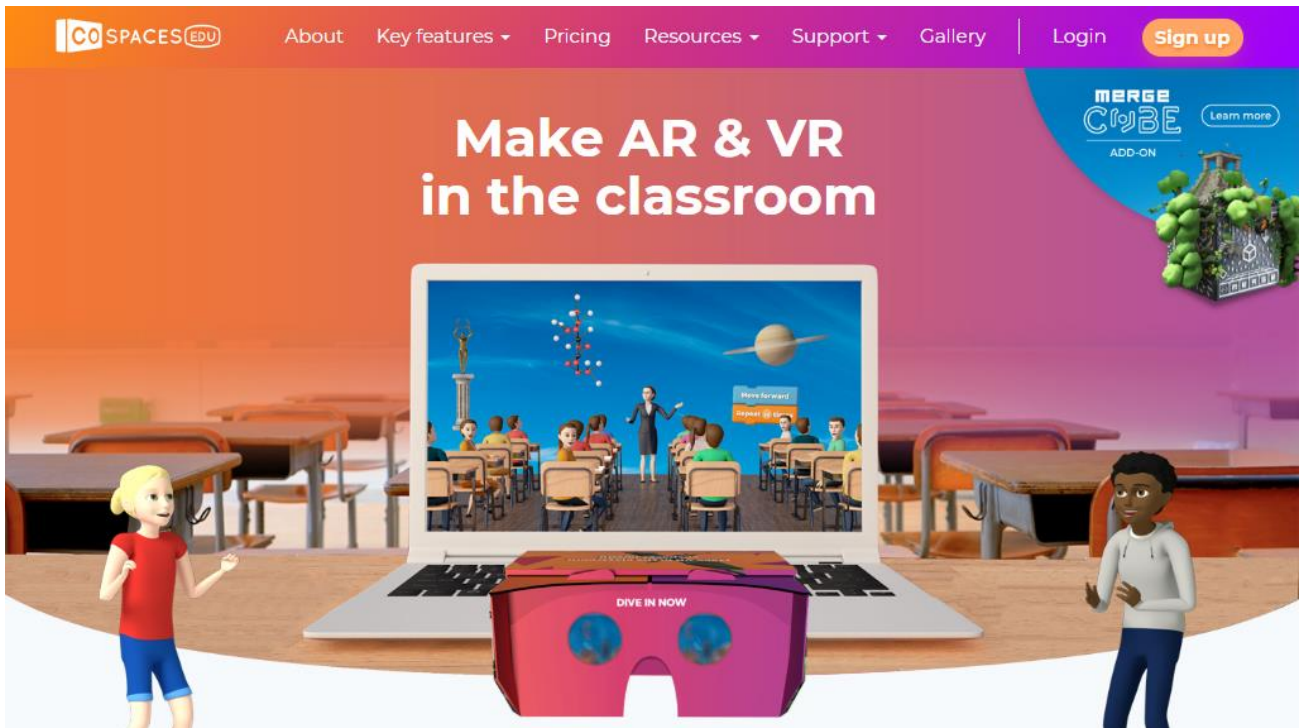 CO SPACES EDU
About Key features Pricing Resources Support Gallery Login Sign up
MERGE
CUBE
ADD-ON
Learn more
Make AR & VR
in the classroom
Move forward
DIVE IN NOW